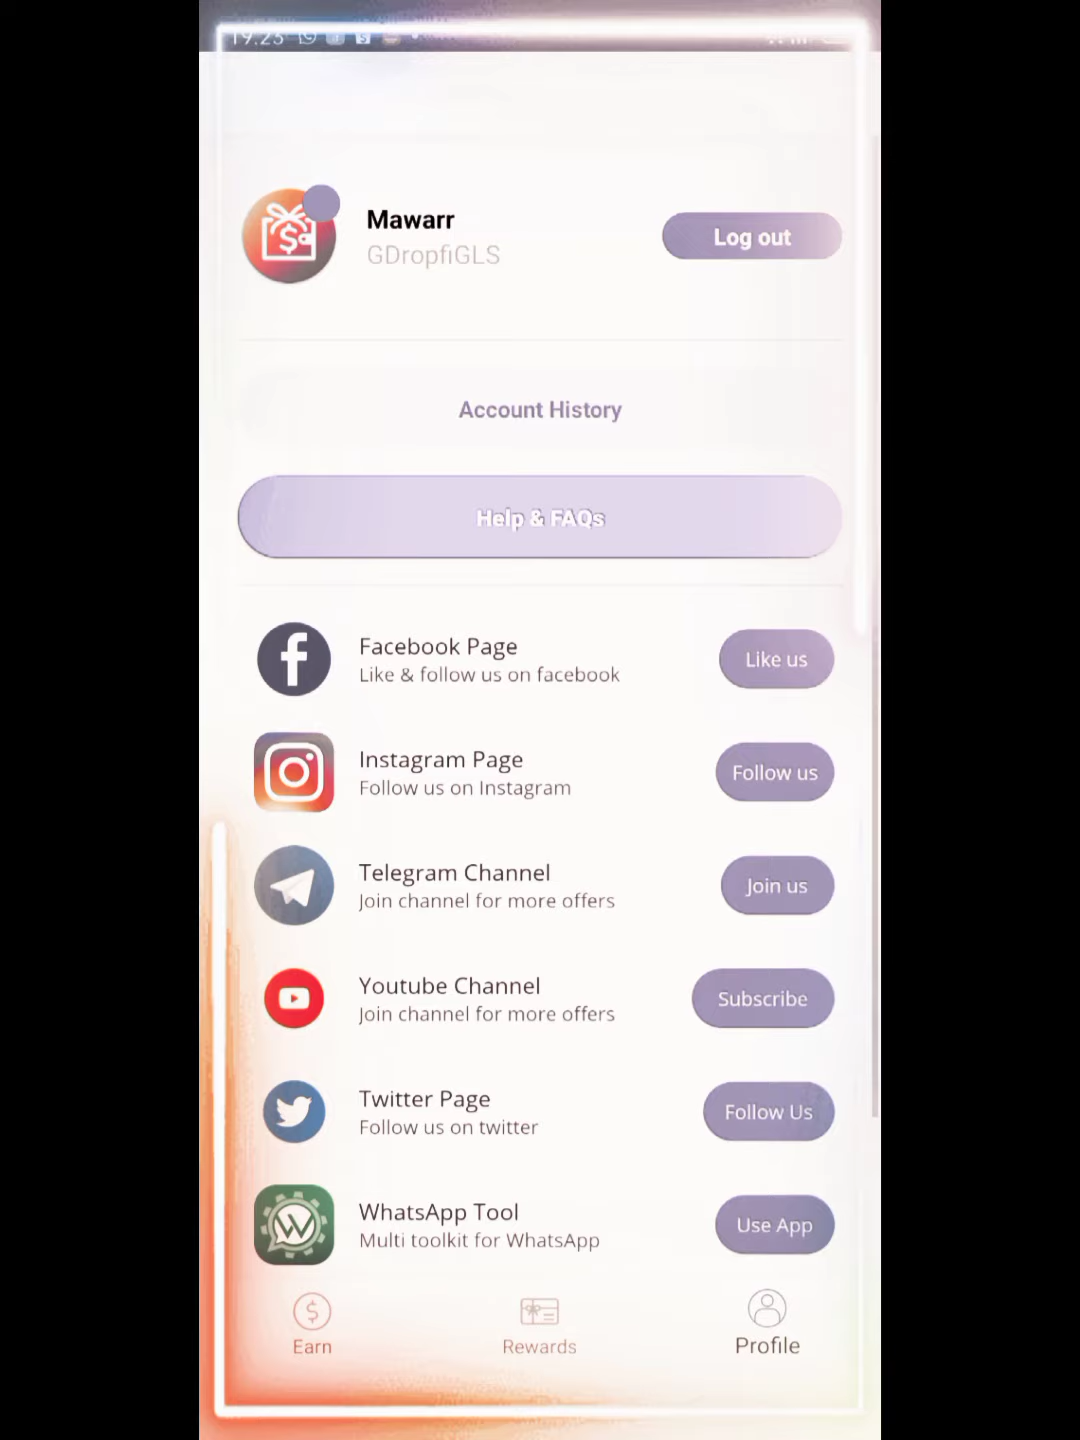 19.25
Mawarr
GDropfiGLS
Log out
Account History
Help & FAQs
Facebook Page
Like & follow us on facebook
Like us
Instagram Page
Follow us on Instagram
Follow us
Telegram Channel
Join channel for more offers
Join us
Youtube Channel
Join channel for more offers
Subscribe
Twitter Page
Follow us on twitter
Follow Us
WhatsApp Tool
Multi toolkit for WhatsApp
Use App
Earn
Rewards
Profile